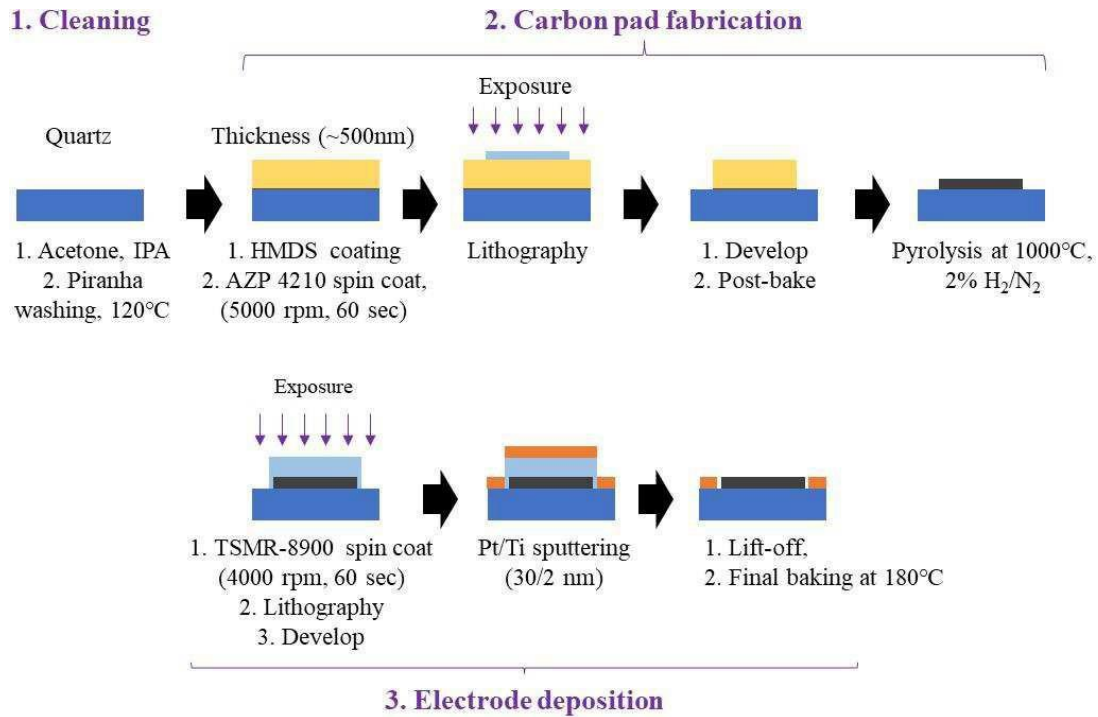 1. Cleaning
2. Carbon pad fabrication
Exposure
Quartz
Thickness (~500nm)
1. Acetone, IPA
2. Piranha
washing, 120°C
1. HMDS coating
2. AZP 4210 spin coat,
(5000 rpm, 60 sec)
Lithography
1. Develop
2. Post-bake
Pyrolysis at 1000°C,
2% H₂/N₂
Exposure
1. TSMR-8900 spin coat
(4000 rpm, 60 sec)
2. Lithography
3. Develop
Pt/Ti sputtering
(30/2 nm)
1. Lift-off,
2. Final baking at 180°C
3. Electrode deposition